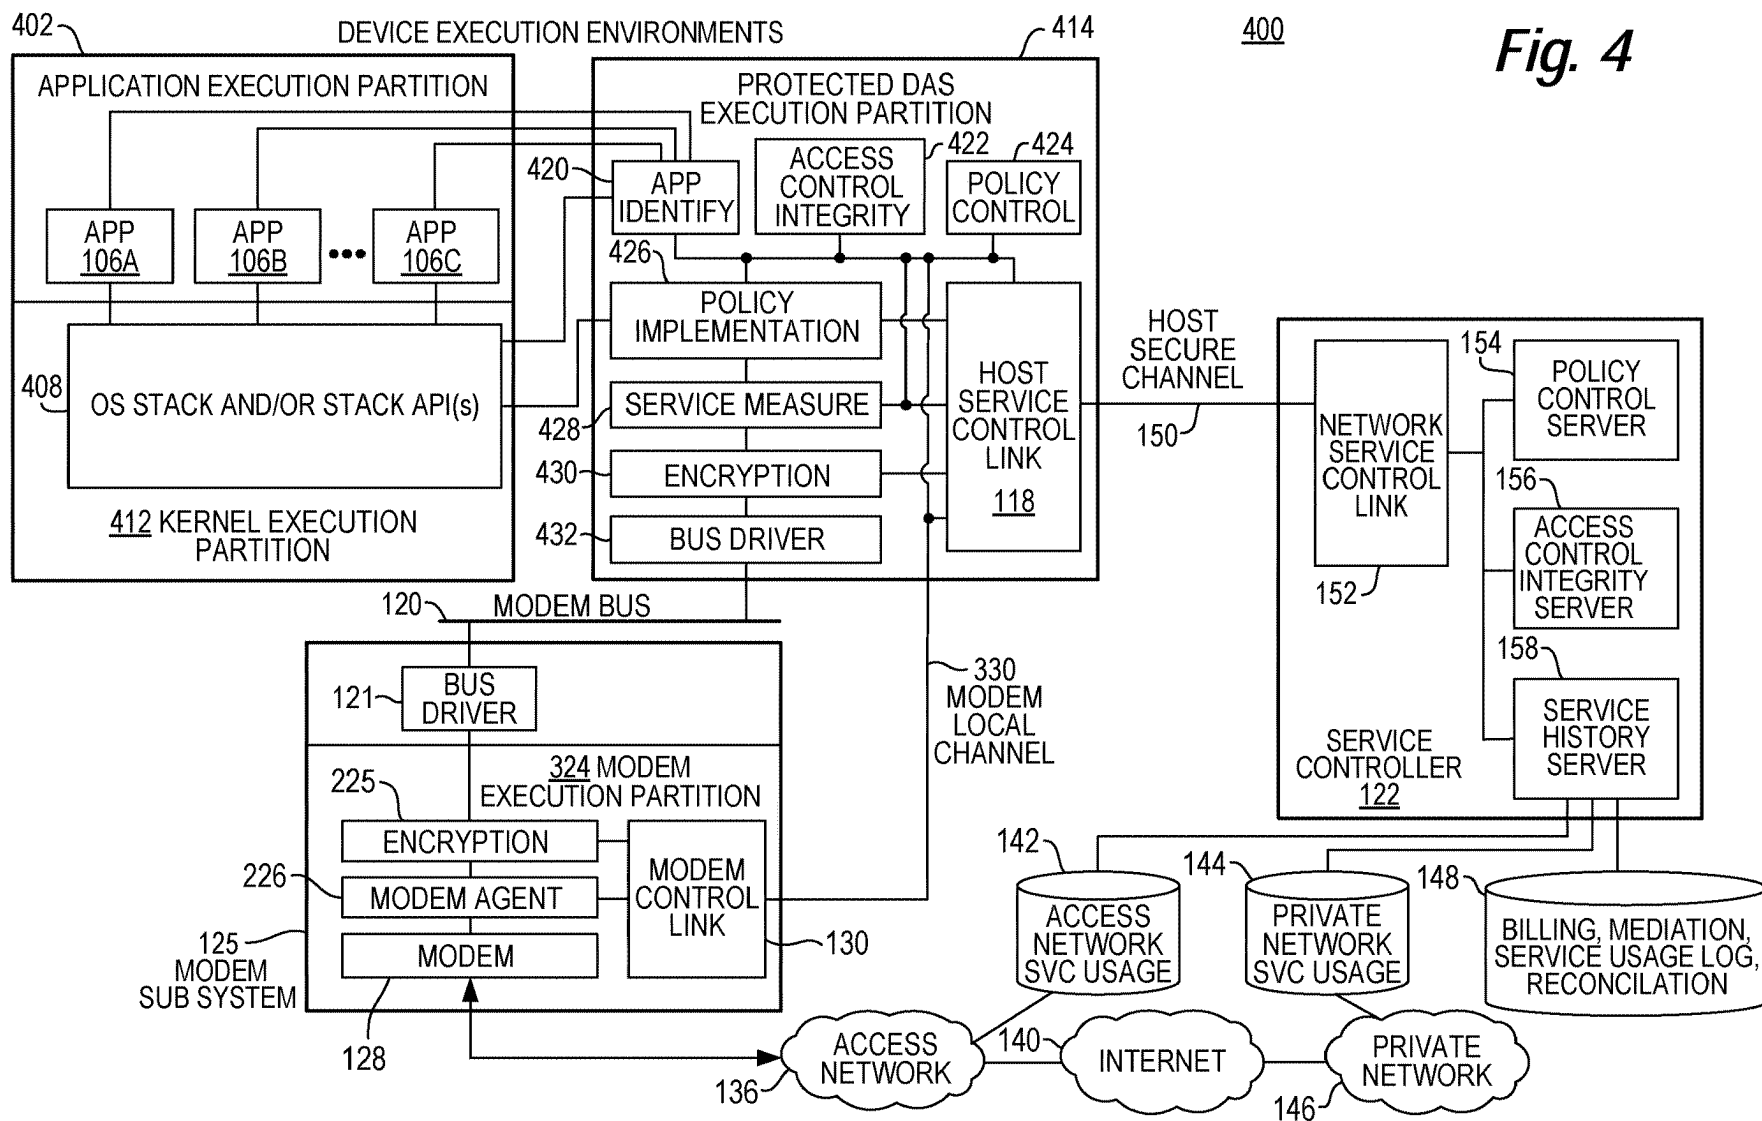 402
DEVICE EXECUTION ENVIRONMENTS
414
400
Fig. 4
APPLICATION EXECUTION PARTITION
PROTECTED DAS
EXECUTION PARTITION
420
APP
IDENTIFY
422
ACCESS
CONTROL
INTEGRITY
424
POLICY
CONTROL
APP
106A
APP
106B
•••
APP
106C
426
POLICY
IMPLEMENTATION
408
OS STACK AND/OR STACK API(s)
428
SERVICE MEASURE
430
ENCRYPTION
432
BUS DRIVER
HOST
SERVICE
CONTROL
LINK
118
412 KERNEL EXECUTION
PARTITION
HOST
SECURE
CHANNEL
150
NETWORK
SERVICE
CONTROL
LINK
152
154
POLICY
CONTROL
SERVER
156
ACCESS
CONTROL
INTEGRITY
SERVER
158
SERVICE
HISTORY
SERVER
SERVICE
CONTROLLER
122
120
MODEM BUS
121
BUS
DRIVER
330
MODEM
LOCAL
CHANNEL
324 MODEM
EXECUTION PARTITION
225
ENCRYPTION
226
MODEM AGENT
MODEM
MODEM
CONTROL
LINK
130
125
MODEM
SUB SYSTEM
128
142
ACCESS
NETWORK
SVC USAGE
144
PRIVATE
NETWORK
SVC USAGE
148
BILLING, MEDIATION,
SERVICE USAGE LOG,
RECONCILATION
ACCESS
NETWORK
136
140
INTERNET
PRIVATE
NETWORK
146